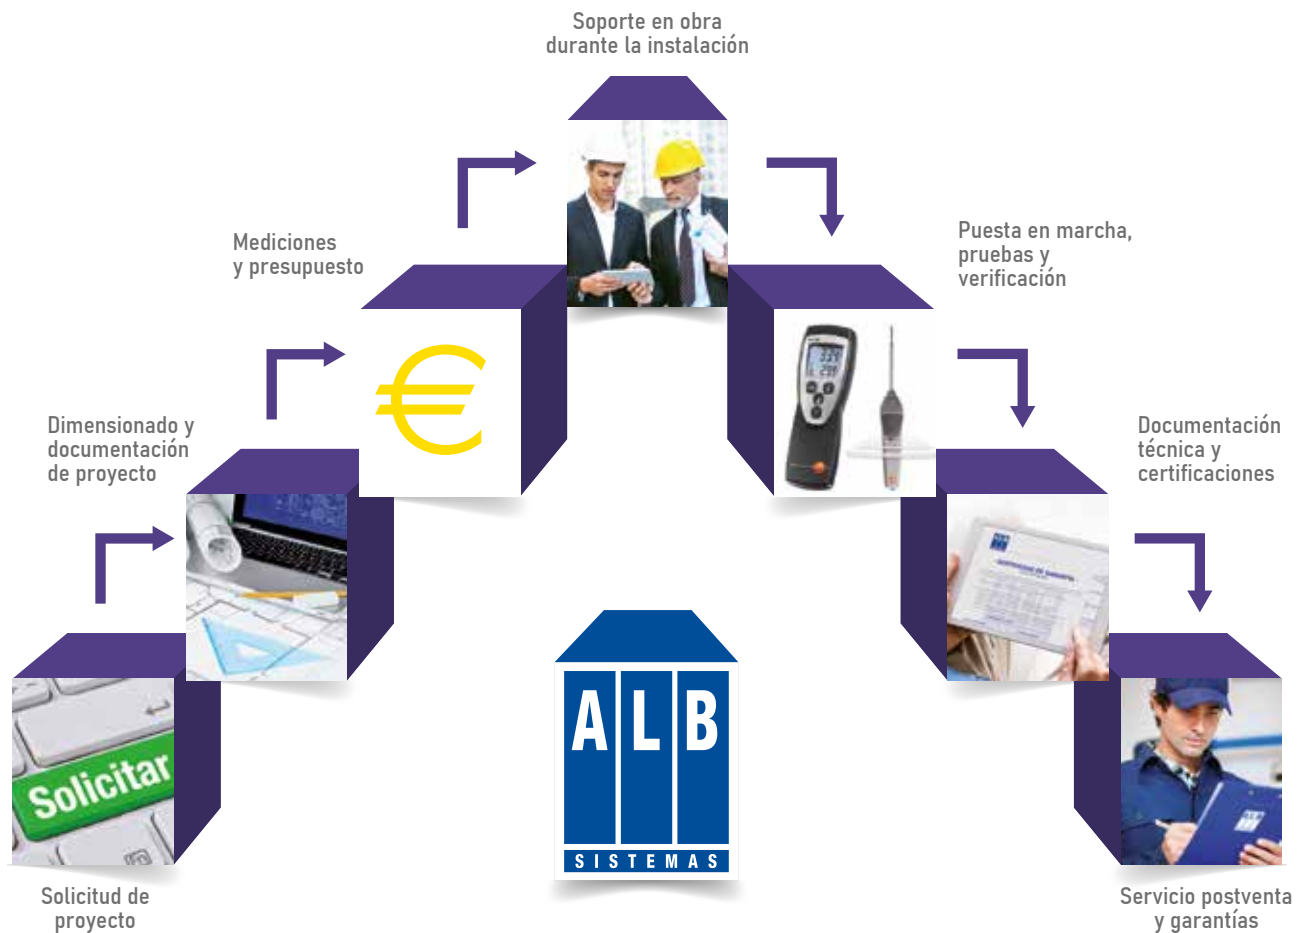 Soporte en obra
durante la instalación
Mediciones
y presupuesto
Puesta en marcha,
pruebas y
verificación
Dimensionado y
documentación
de proyecto
Documentación
técnica y
certificaciones
€
Solicitar
ALB
SISTEMAS
ALB
Solicitud de
proyecto
Servicio postventa
y garantías